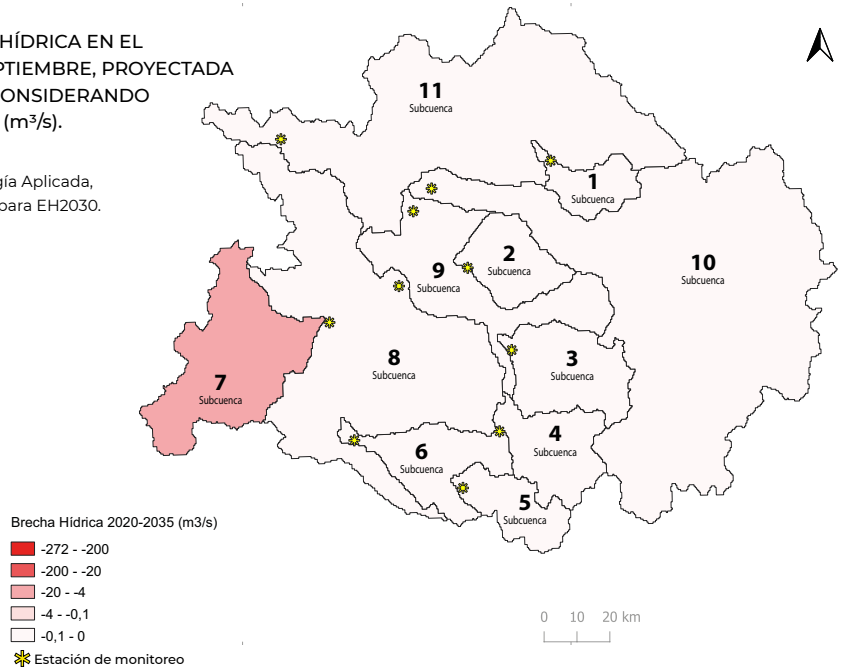 HÍDRICA EN EL
PTIEMBRE, PROYECTADA
ONSIDERANDO
(m³/s).
gía Aplicada,
para EH2030.
11
Subcuenca
1
Subcuenca
2
Subcuenca
10
Subcuenca
9
Subcuenca
8
Subcuenca
3
Subcuenca
7
Subcuenca
4
Subcuenca
6
Subcuenca
5
Subcuenca
Brecha Hídrica 2020-2035 (m3/s)
-272 - -200
-200 - -20
-20 - -4
-4 - -0,1
-0,1 - 0
Estación de monitoreo
0 10 20 km